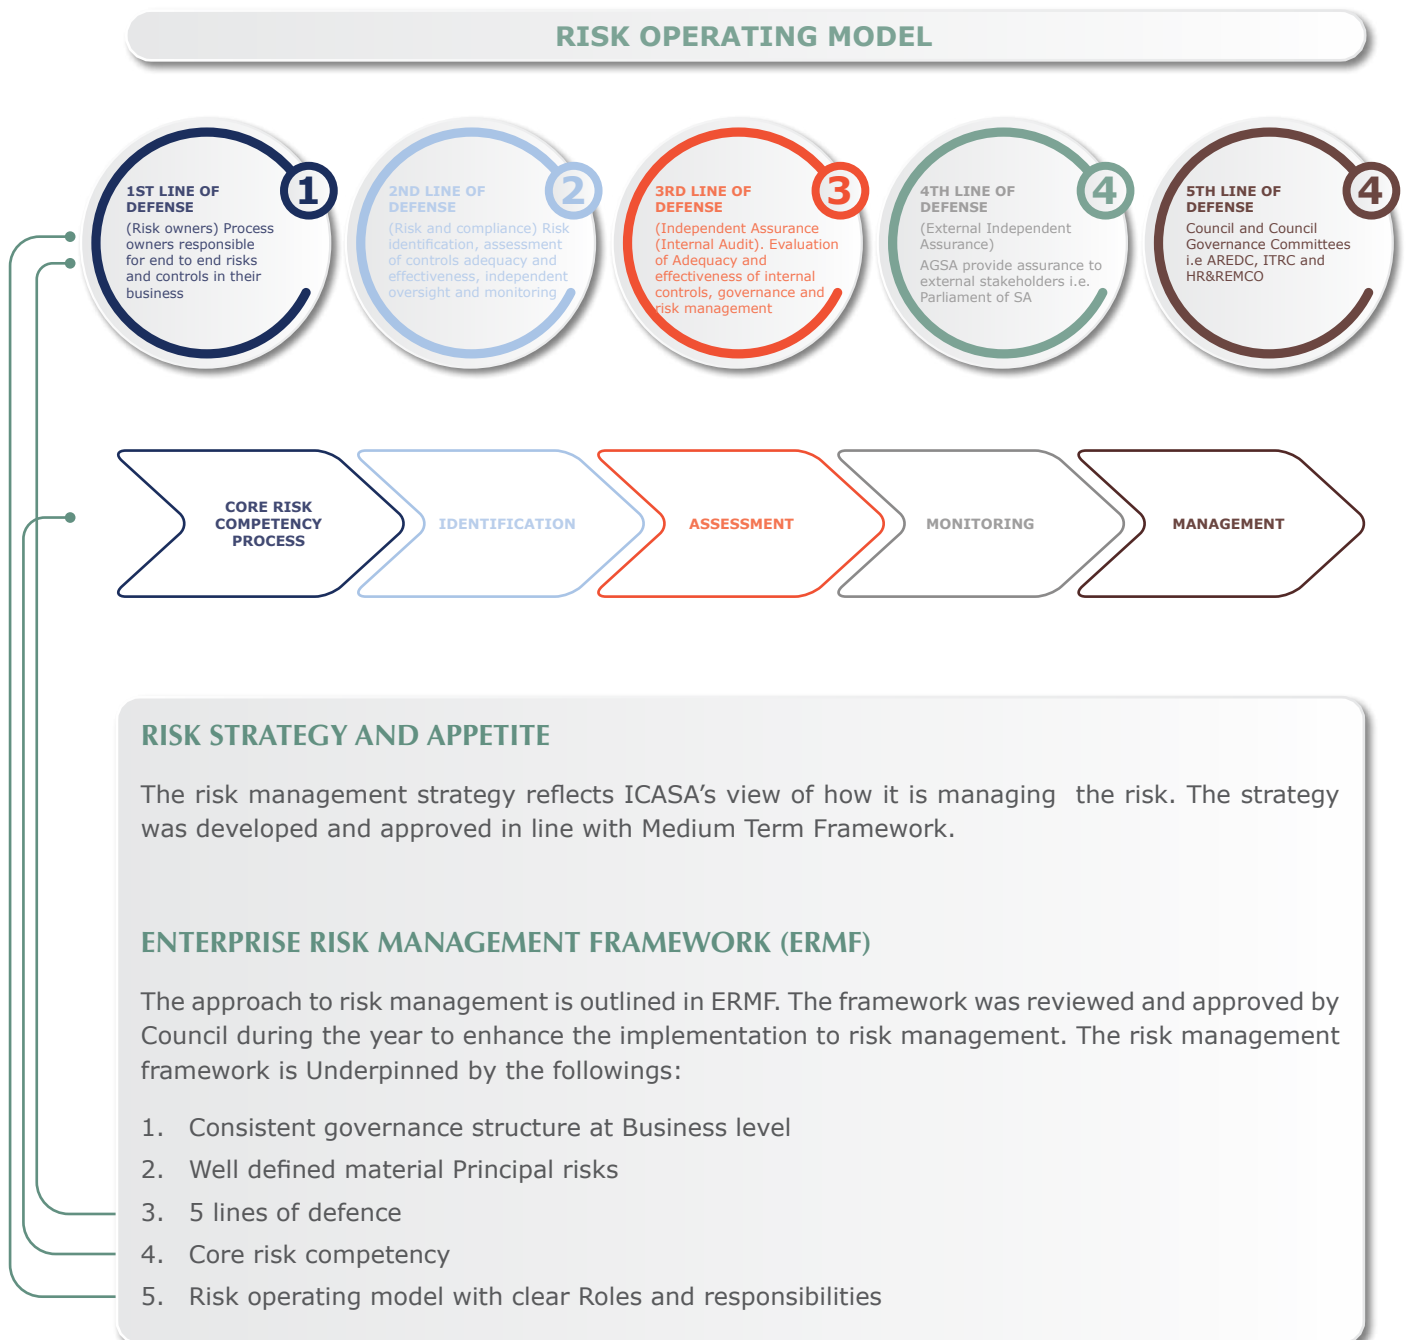 RISK OPERATING MODEL
1
1ST LINE OF
DEFENSE
(Risk owners) Process
owners responsible
for end to end risks
and controls in their
business
2
2ND LINE OF
DEFENSE
(Risk and compliance) Risk
identification, assessment
of controls adequacy and
effectiveness, independent
oversight and monitoring
3
3RD LINE OF
DEFENSE
(Independent Assurance
(Internal Audit). Evaluation
of Adequacy and
effectiveness of internal
controls, governance and
risk management
4
4TH LINE OF
DEFENSE
(External Independent
Assurance)
AGSA provide assurance to
external stakeholders i.e.
Parliament of SA
4
5TH LINE OF
DEFENSE
Council and Council
Governance Committees
i.e AREDC, ITRC and
HR&REMCO
CORE RISK
COMPETENCY
PROCESS
IDENTIFICATION
ASSESSMENT
MONITORING
MANAGEMENT
RISK STRATEGY AND APPETITE
The risk management strategy reflects ICASA’s view of how it is managing  the risk. The strategy
was developed and approved in line with Medium Term Framework.
ENTERPRISE RISK MANAGEMENT FRAMEWORK (ERMF)
The approach to risk management is outlined in ERMF. The framework was reviewed and approved by
Council during the year to enhance the implementation to risk management. The risk management
framework is Underpinned by the followings:
1. Consistent governance structure at Business level
2. Well defined material Principal risks
3. 5 lines of defence
4. Core risk competency
5. Risk operating model with clear Roles and responsibilities